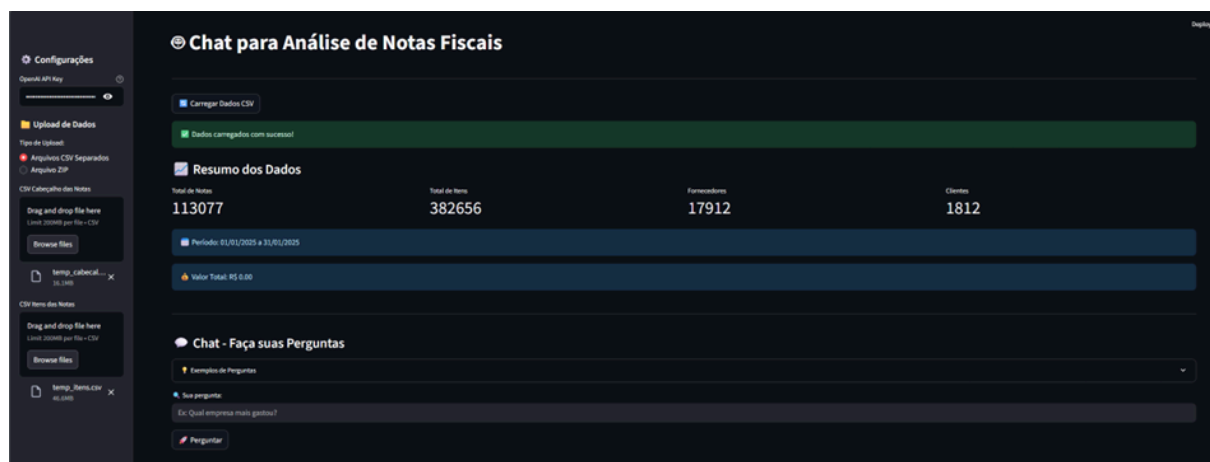 Deploy
Configurações
OpenAI API Key
Upload de Dados
Tipo de Upload:
Arquivos CSV Separados
Arquivo ZIP
CSV Cabeçalho das Notas
Drag and drop file here
Limit 200MB per file • CSV
Browse files
temp_cabecal...
16.1MB
CSV Itens das Notas
Drag and drop file here
Limit 200MB per file • CSV
Browse files
temp_itens.csv
46.6MB
Chat para Análise de Notas Fiscais
Carregar Dados CSV
Dados carregados com sucesso!
Resumo dos Dados
Total de Notas Total de Itens Fornecedores Clientes
113077 382656 17912 1812
Período: 01/01/2025 a 31/01/2025
Valor Total: R$ 0.00
Chat - Faça suas Perguntas
Exemplos de Perguntas
Sua pergunta:
Ex: Qual empresa mais gastou?
Perguntar